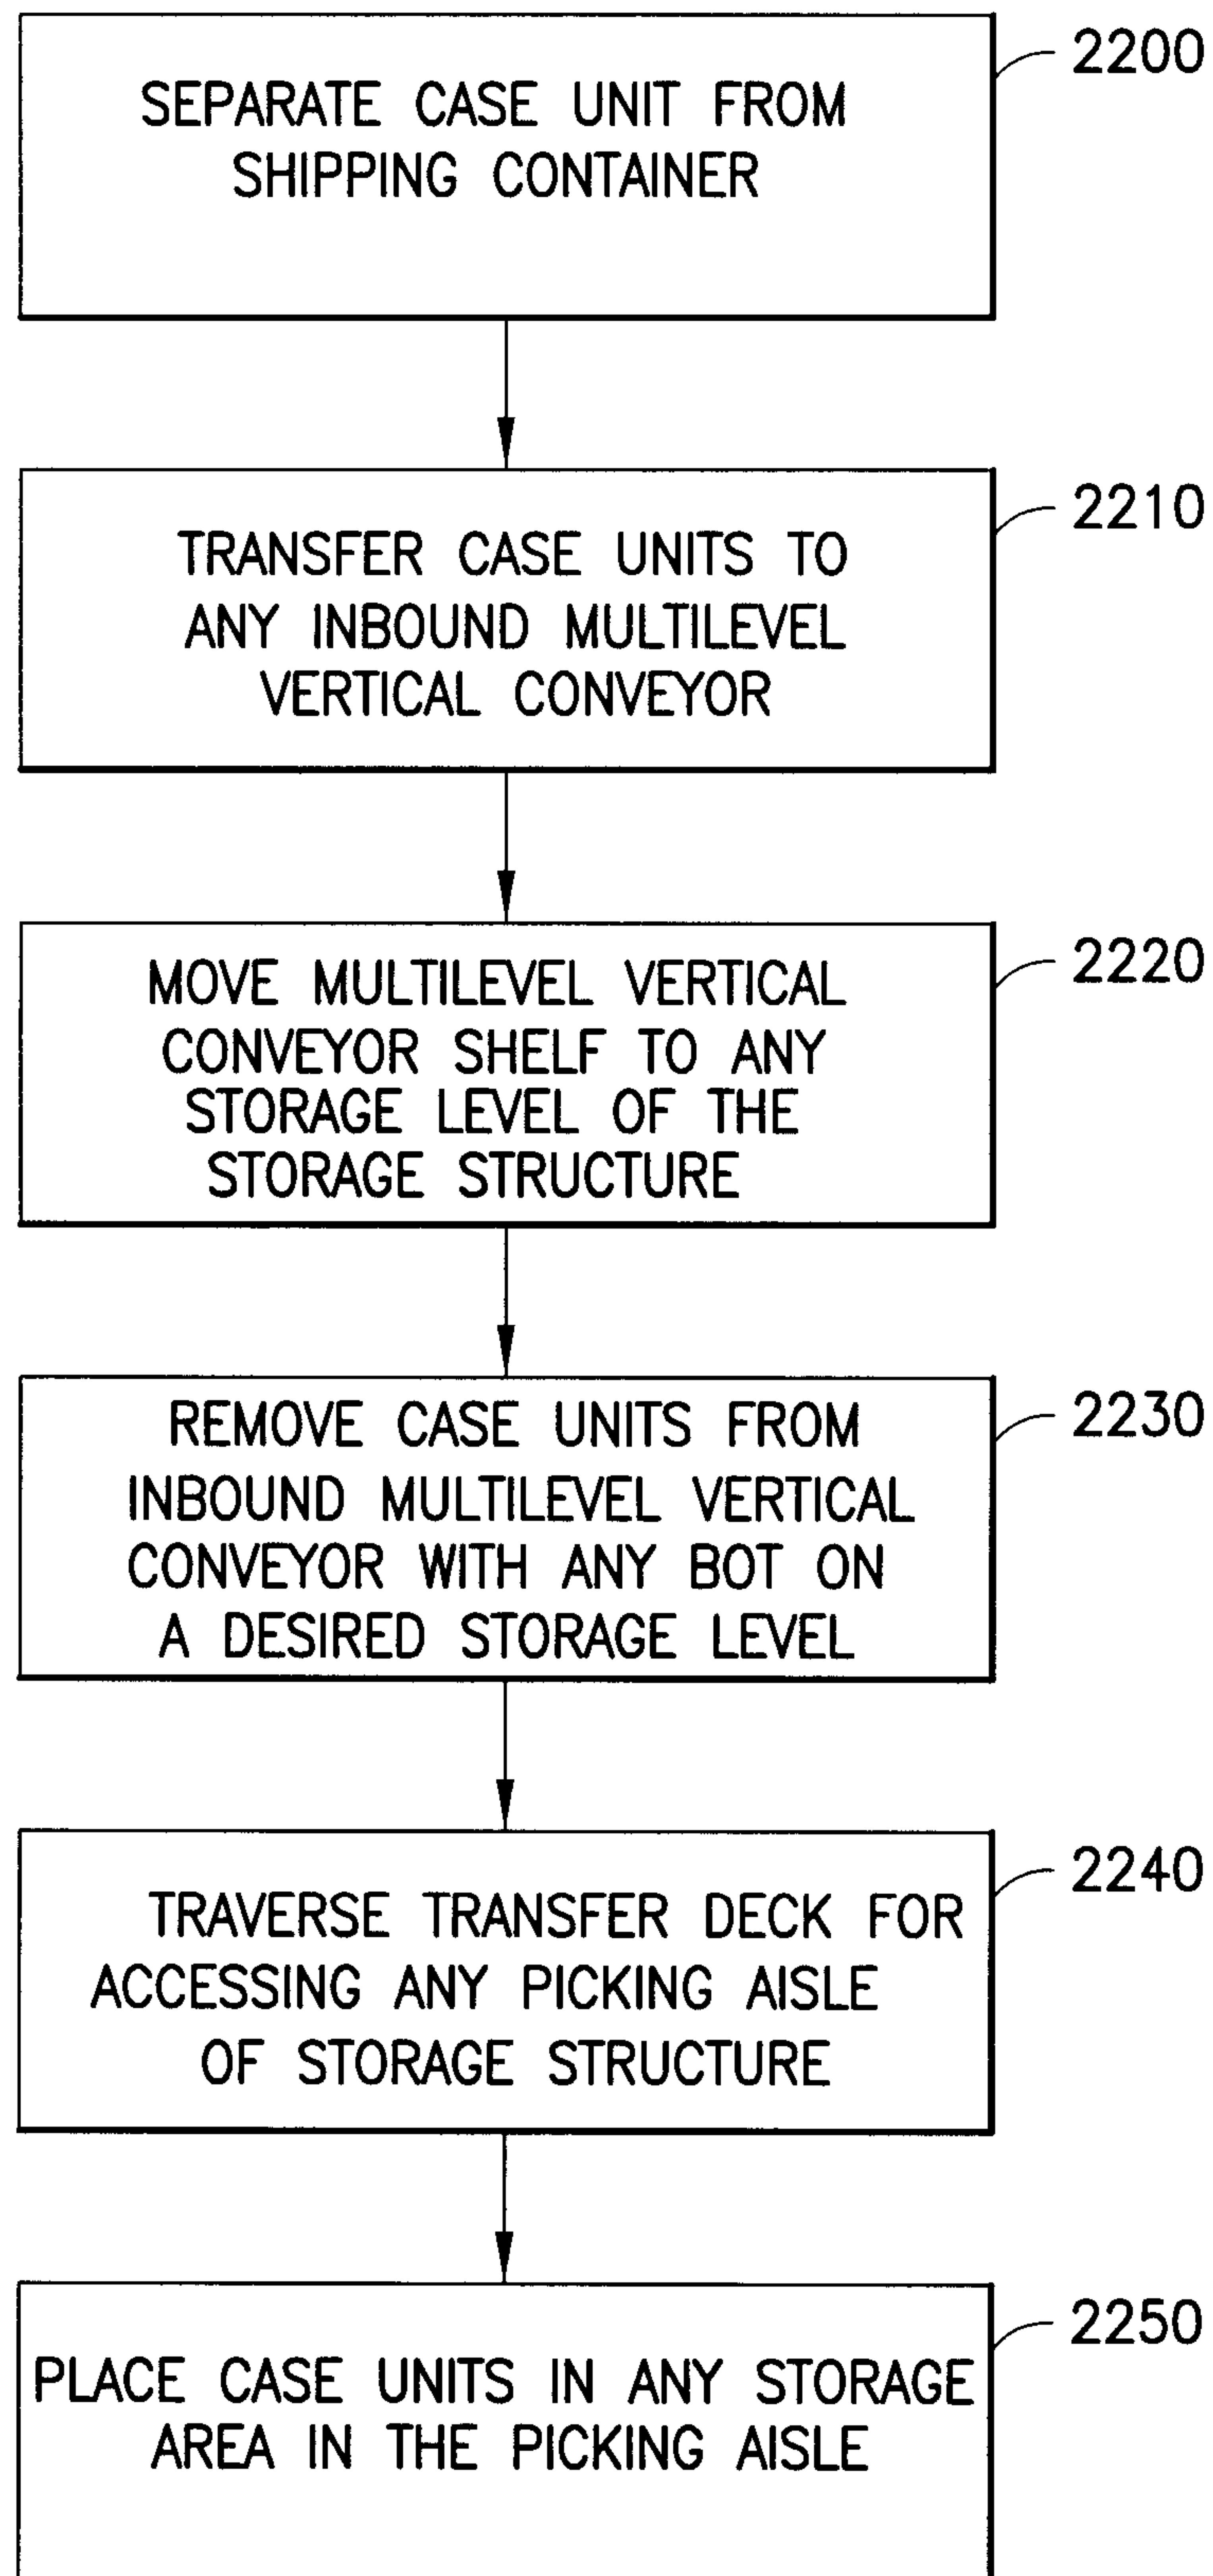 2200
SEPARATE CASE UNIT FROM
SHIPPING CONTAINER
2210
TRANSFER CASE UNITS TO
ANY INBOUND MULTILEVEL
VERTICAL CONVEYOR
2220
MOVE MULTILEVEL VERTICAL
CONVEYOR SHELF TO ANY
STORAGE LEVEL OF THE
STORAGE STRUCTURE
2230
REMOVE CASE UNITS FROM
INBOUND MULTILEVEL VERTICAL
CONVEYOR WITH ANY BOT ON
A DESIRED STORAGE LEVEL
2240
TRAVERSE TRANSFER DECK FOR
ACCESSING ANY PICKING AISLE
OF STORAGE STRUCTURE
2250
PLACE CASE UNITS IN ANY STORAGE
AREA IN THE PICKING AISLE